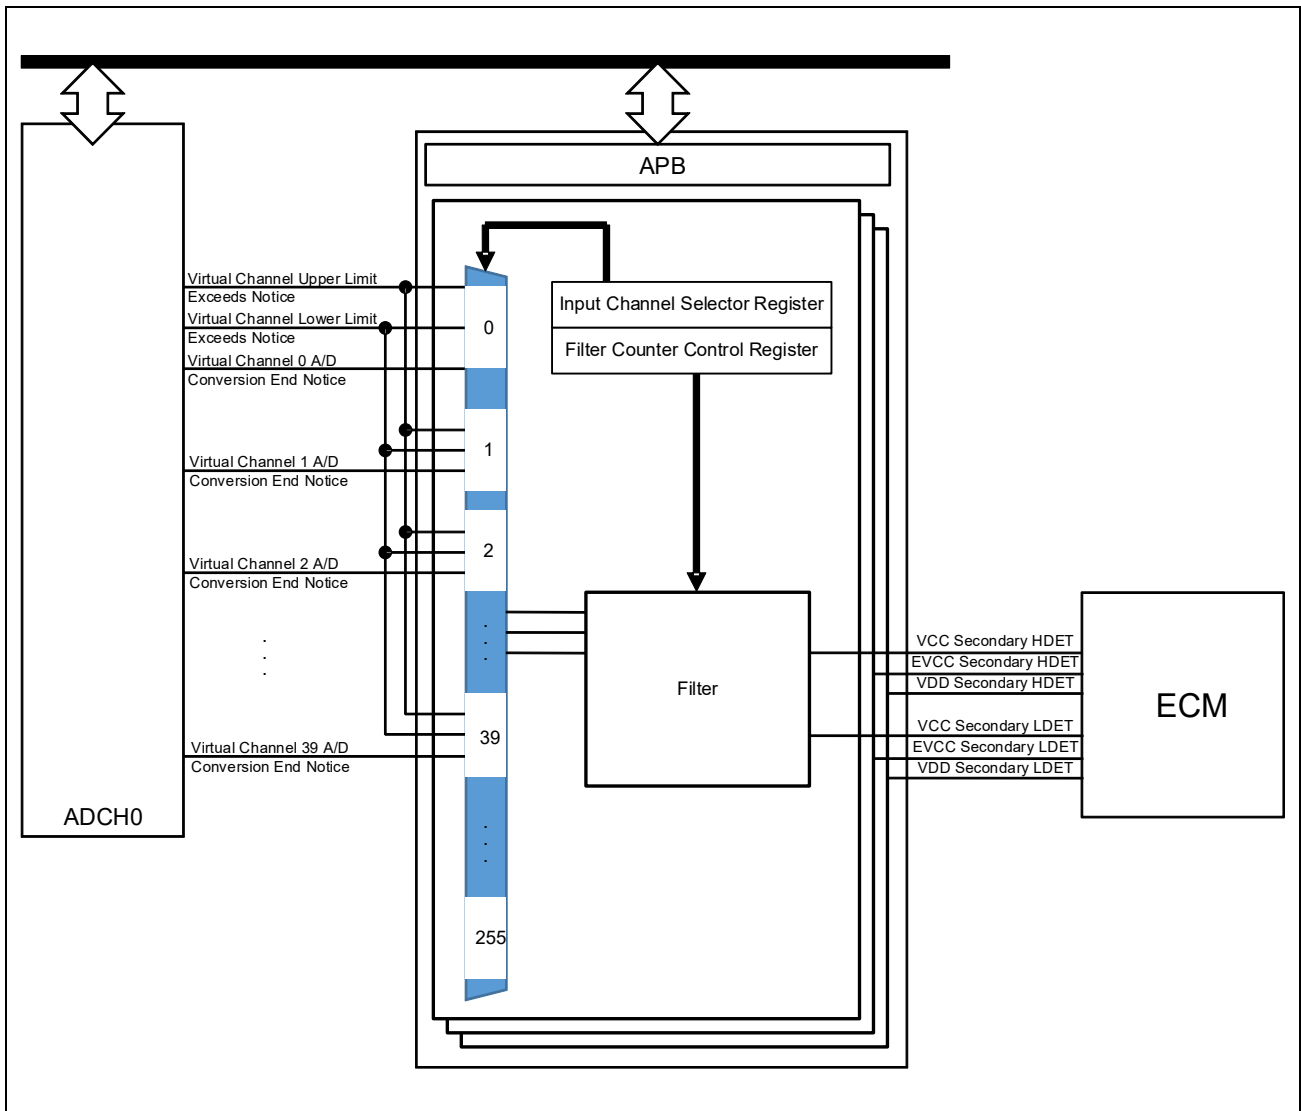 APB
Virtual Channel Upper Limit
Exceeds Notice
Virtual Channel Lower Limit
Exceeds Notice
Virtual Channel 0 A/D
Conversion End Notice
Virtual Channel 1 A/D
Conversion End Notice
Virtual Channel 2 A/D
Conversion End Notice
.
.
.
Virtual Channel 39 A/D
Conversion End Notice
ADCH0
0
1
2
.
.
.
39
.
.
.
255
Input Channel Selector Register
Filter Counter Control Register
Filter
VCC Secondary HDET
EVCC Secondary HDET
VDD Secondary HDET
VCC Secondary LDET
EVCC Secondary LDET
VDD Secondary LDET
ECM